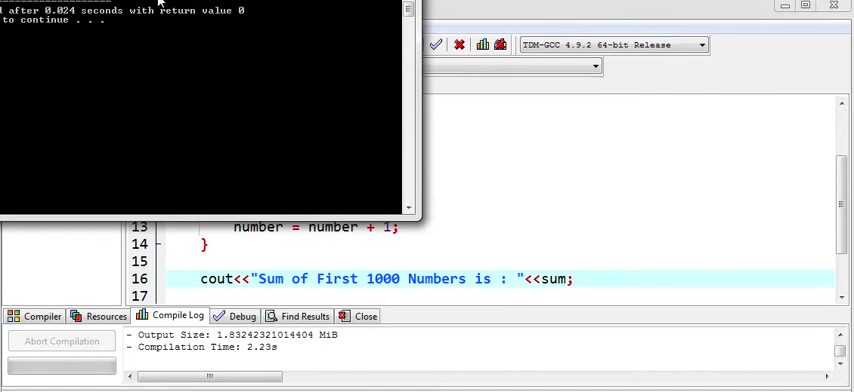 d after 0.024 seconds with return value 0
to continue . . .
TDM-GCC 4.9.2 64-bit Release
13 number = number + 1;
14 }
15
16 cout<<"Sum of First 1000 Numbers is : "<<sum;
17
Compiler Resources Compile Log Debug Find Results Close
Abort Compilation
- Output Size: 1.83242321014404 MiB
- Compilation Time: 2.23s